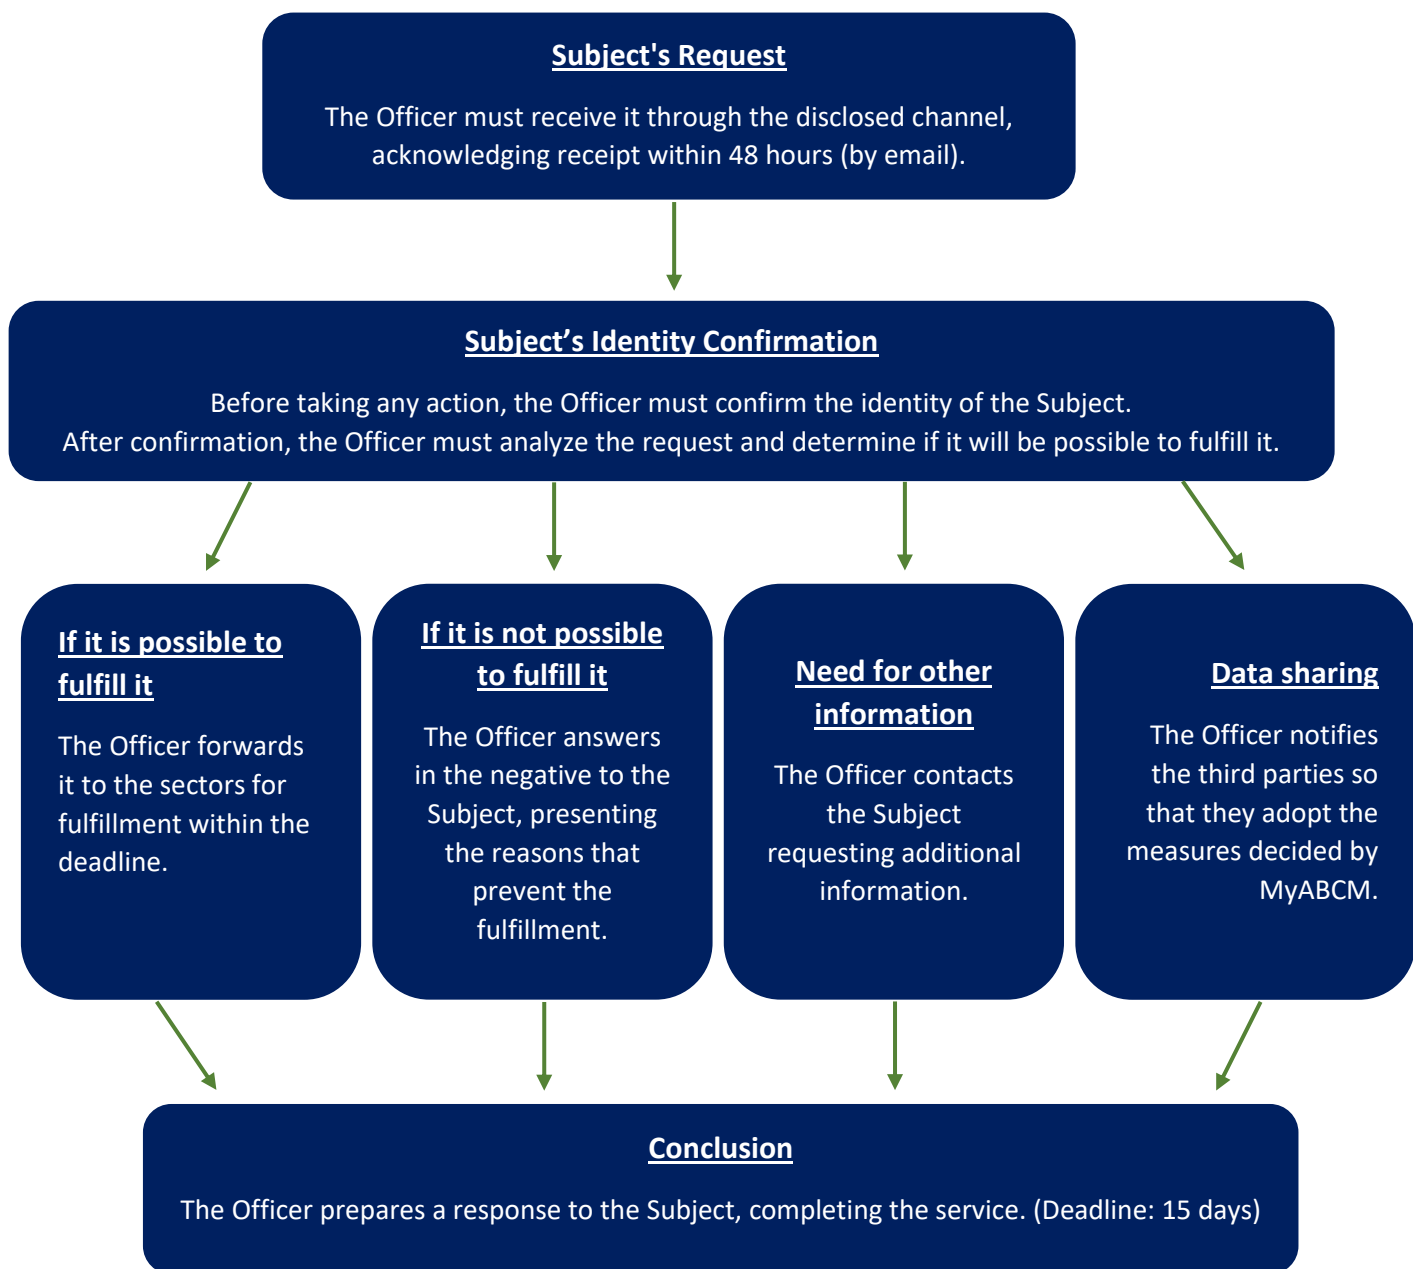 Subject's Request
The Officer must receive it through the disclosed channel,
acknowledging receipt within 48 hours (by email).
Subject’s Identity Confirmation
Before taking any action, the Officer must confirm the identity of the Subject.
After confirmation, the Officer must analyze the request and determine if it will be possible to fulfill it.
If it is possible to
fulfill it
The Officer forwards
it to the sectors for
fulfillment within the
deadline.
If it is not possible
to fulfill it
The Officer answers
in the negative to the
Subject, presenting
the reasons that
prevent the
fulfillment.
Need for other
information
The Officer contacts
the Subject
requesting additional
information.
Data sharing
The Officer notifies
the third parties so
that they adopt the
measures decided by
MyABCM.
Conclusion
The Officer prepares a response to the Subject, completing the service. (Deadline: 15 days)